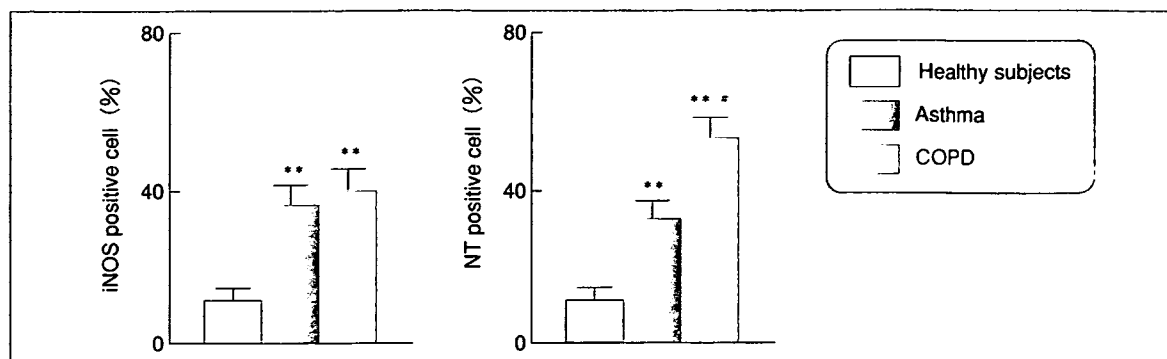 80
40
0
iNOS positive cell (%)
**
**
80
40
0
NT positive cell (%)
**
** #
Healthy subjects
Asthma
COPD